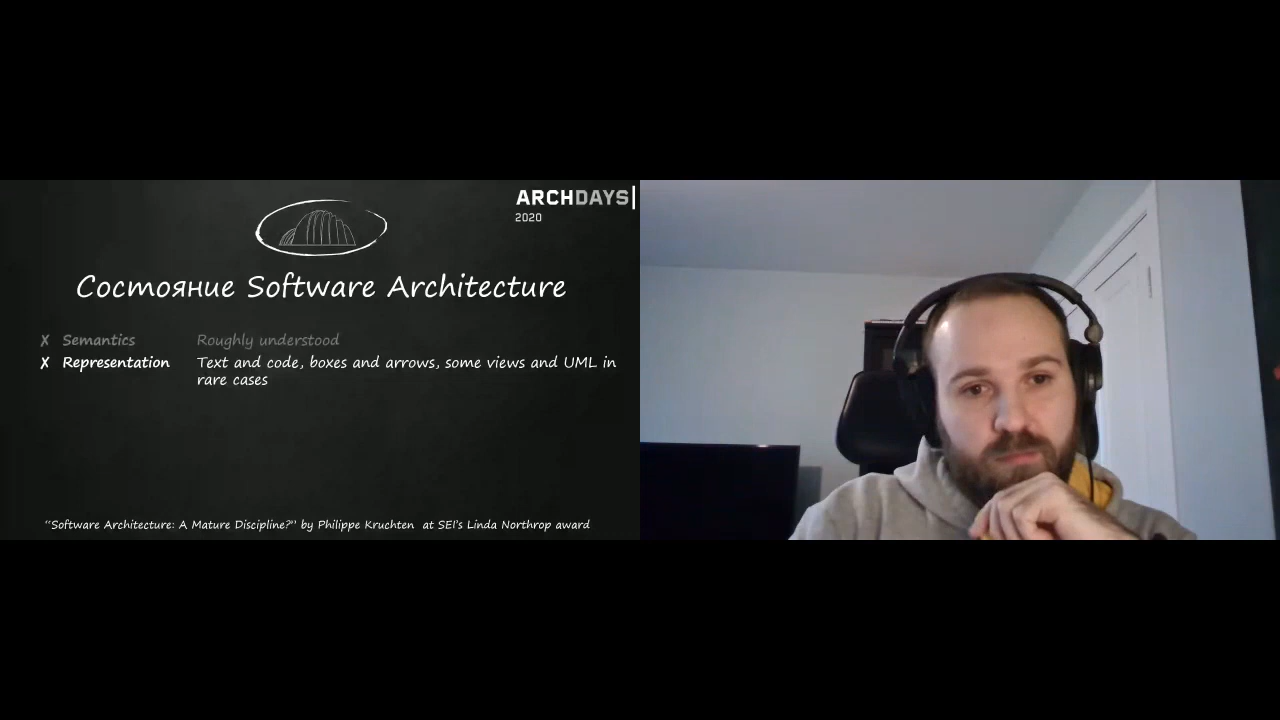 ARCHDAYS
2020
Состояние Software Architecture
✗ Semantics Roughly understood
✗ Representation Text and code, boxes and arrows, some views and UML in
rare cases
“Software Architecture: A Mature Discipline?” by Philippe Kruchten at SEI’s Linda Northrop award